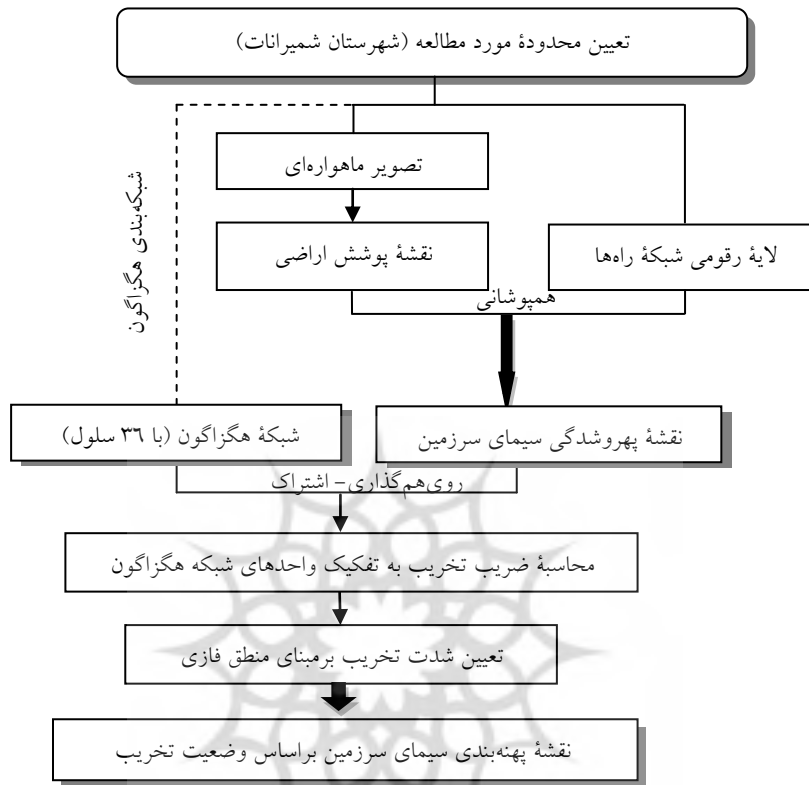 تعیین محدودهٔ مورد مطالعه (شهرستان شمیرانات)
تصویر ماهواره‌ای
شبکه‌بندی هگزاگون
لایهٔ رقومی شبکهٔ راه‌ها
نقشهٔ پوشش اراضی
همپوشانی
نقشهٔ پهروشدگی سیمای سرزمین
شبکهٔ هگزاگون (با ٣٦ سلول)
روی‌هم‌گذاری- اشتراک
محاسبهٔ ضریب تخریب به تفکیک واحدهای شبکه هگزاگون
تعیین شدت تخریب برمبنای منطق فازی
نقشهٔ پهنه‌بندی سیمای سرزمین براساس وضعیت تخریب